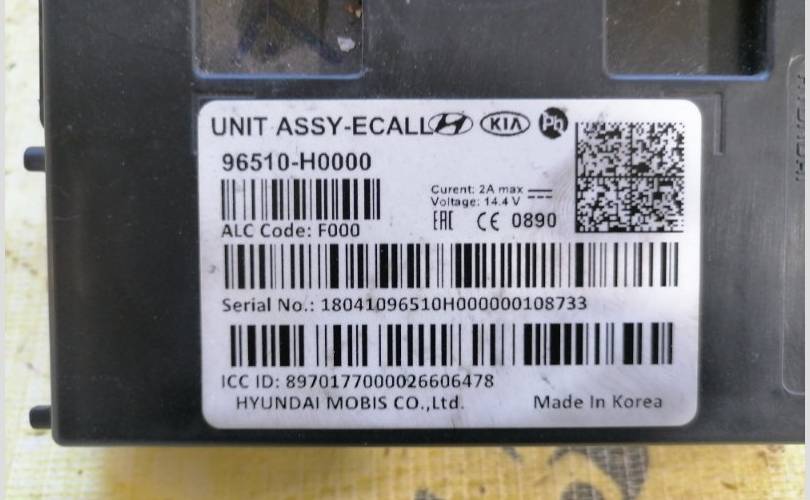 UNIT ASSY-ECALL KIA Pb
96510-H0000
Curent: 2A max
Voltage: 14.4 V
EAC CE 0890
ALC Code: F000
Serial No.: 18041096510H000000108733
ICC ID: 8970177000026606478
HYUNDAI MOBIS CO.,Ltd. Made In Korea